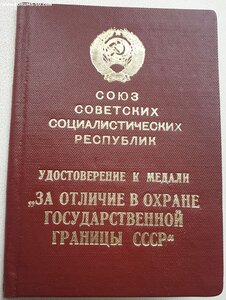 СОЮЗ
СОВЕТСКИХ
СОЦИАЛИСТИЧЕСКИХ
РЕСПУБЛИК
УДОСТОВЕРЕНИЕ К МЕДАЛИ
„ЗА ОТЛИЧИЕ В ОХРАНЕ
ГОСУДАРСТВЕННОЙ
ГРАНИЦЫ СССР“